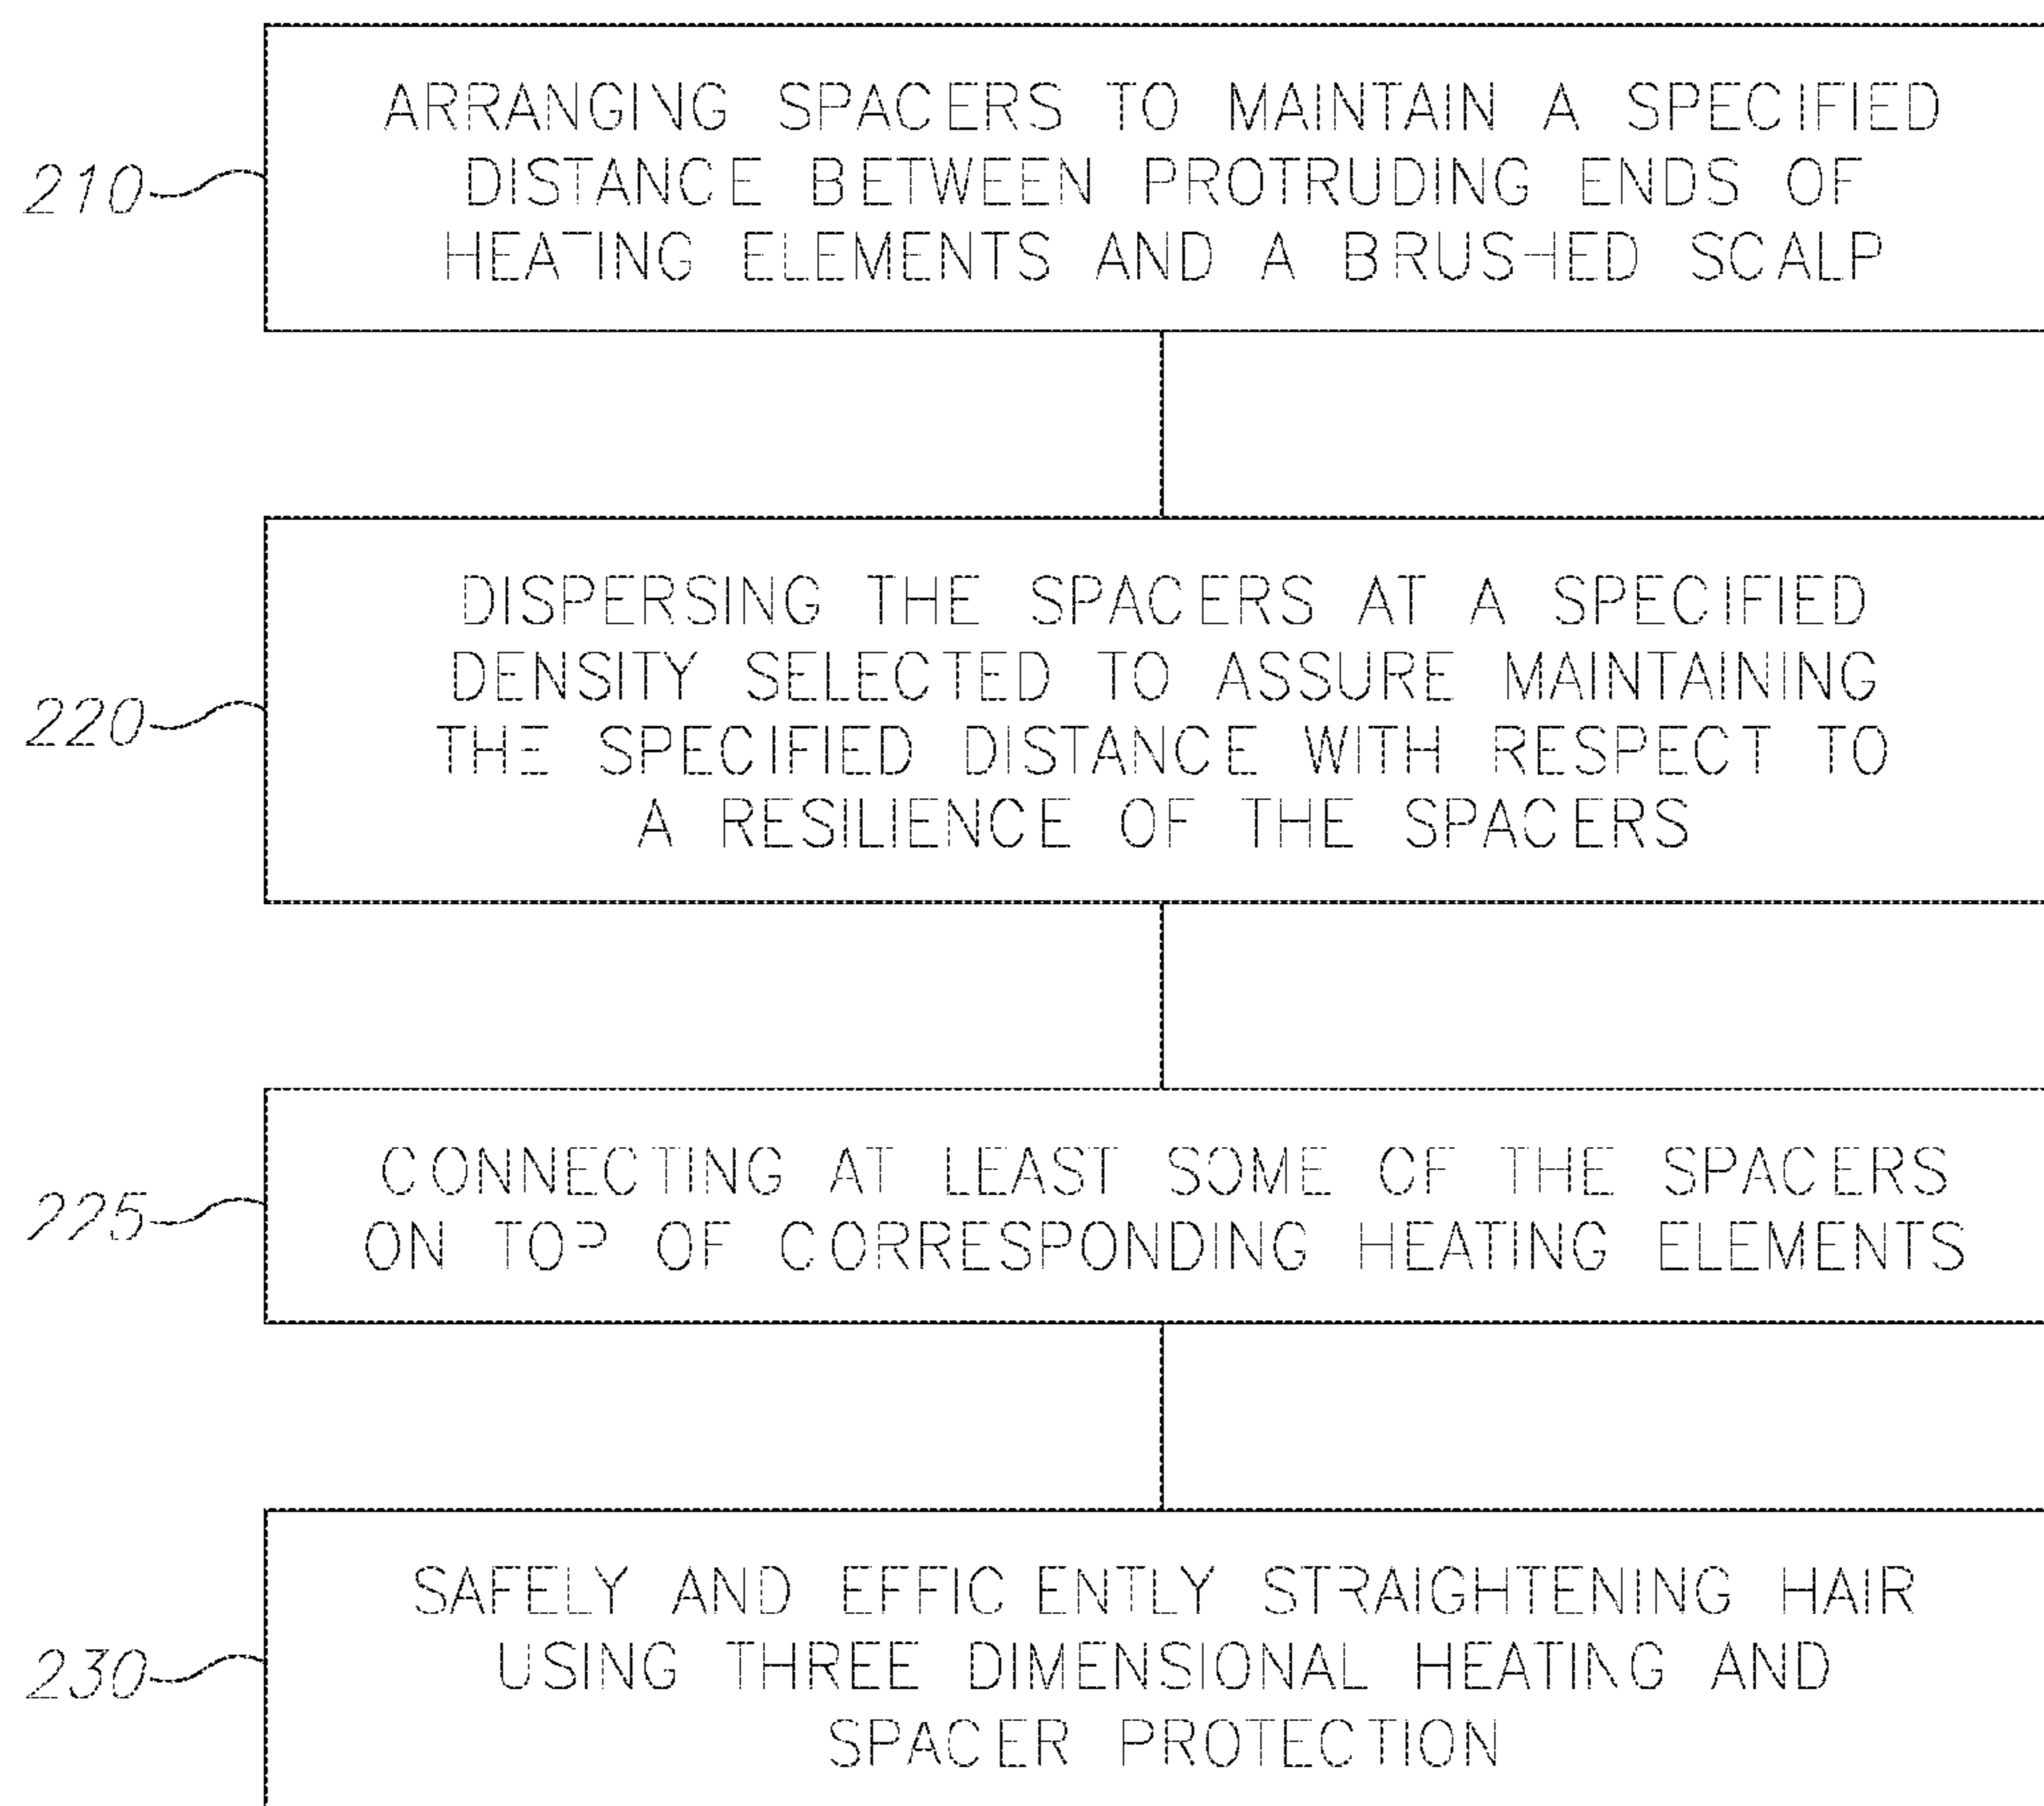 ARRANGING SPACERS TO MAINTAIN A SPECIFIED
DISTANCE BETWEEN PROTRUDING ENDS OF
HEATING ELEMENTS AND A BRUSHED SCALP
210
DISPERSING THE SPACERS AT A SPECIFIED
DENSITY SELECTED TO ASSURE MAINTAINING
THE SPECIFIED DISTANCE WITH RESPECT TO
A RESILIENCE OF THE SPACERS
220
CONNECTING AT LEAST SOME OF THE SPACERS
ON TOP OF CORRESPONDING HEATING ELEMENTS
225
SAFELY AND EFFICIENTLY STRAIGHTENING HAIR
USING THREE DIMENSIONAL HEATING AND
SPACER PROTECTION
230